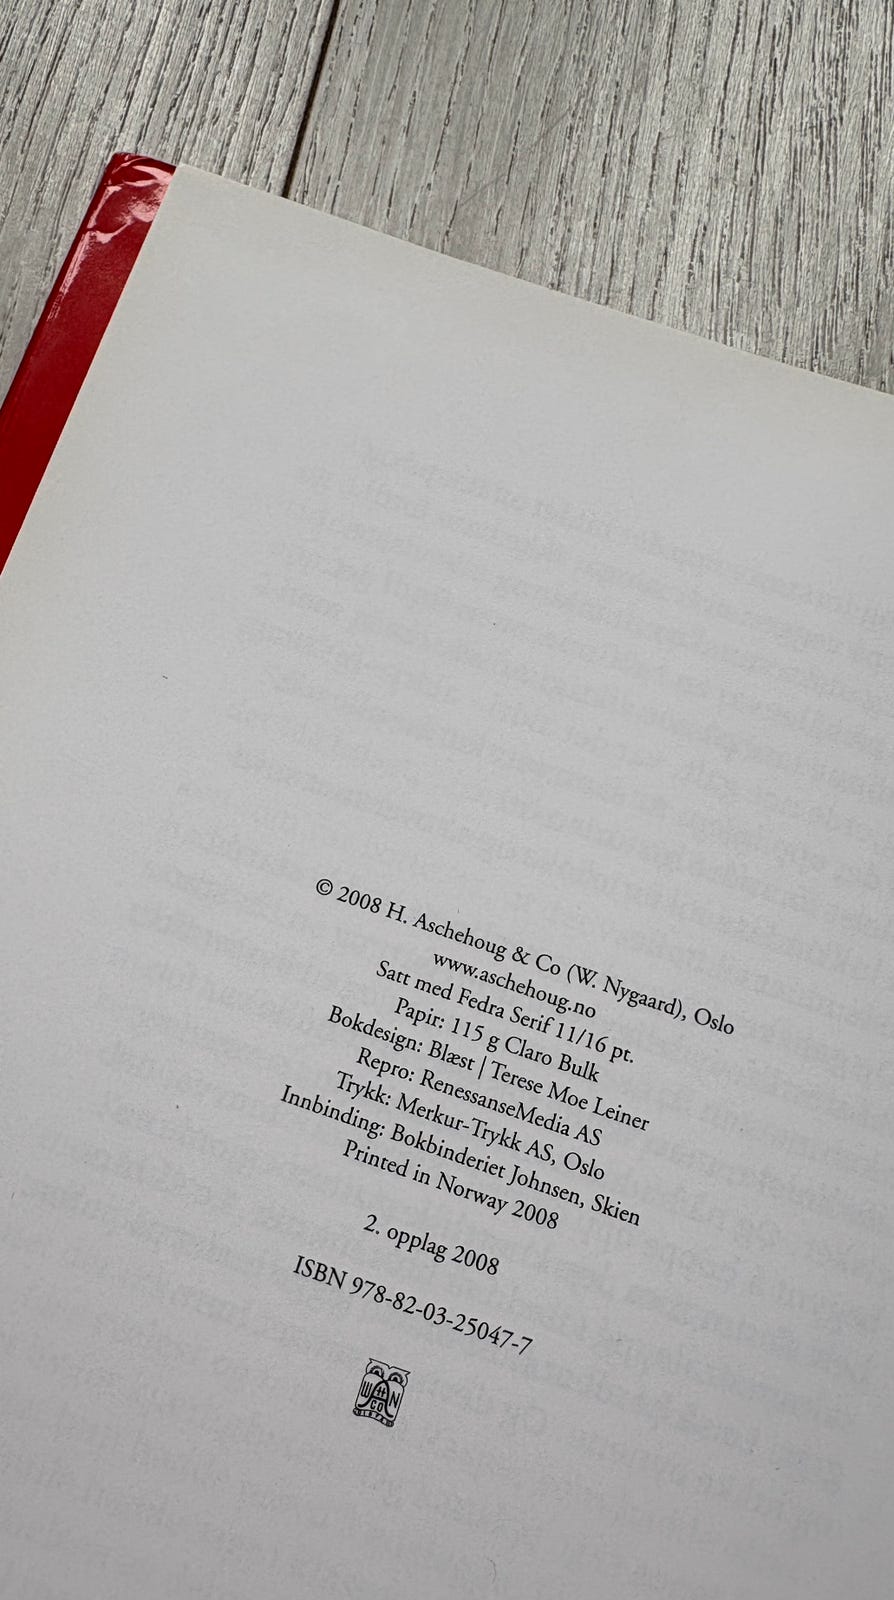 © 2008 H. Aschehoug & Co (W. Nygaard), Oslo
www.aschehoug.no
Satt med Fedra Serif 11/16 pt.
Papir: 115 g Claro Bulk
Bokdesign: Blæst | Terese Moe Leiner
Repro: RenessanseMedia AS
Trykk: Merkur-Trykk AS, Oslo
Innbinding: Bokbinderiet Johnsen, Skien
Printed in Norway 2008
2. opplag 2008
ISBN 978-82-03-25047-7
W H N
CO